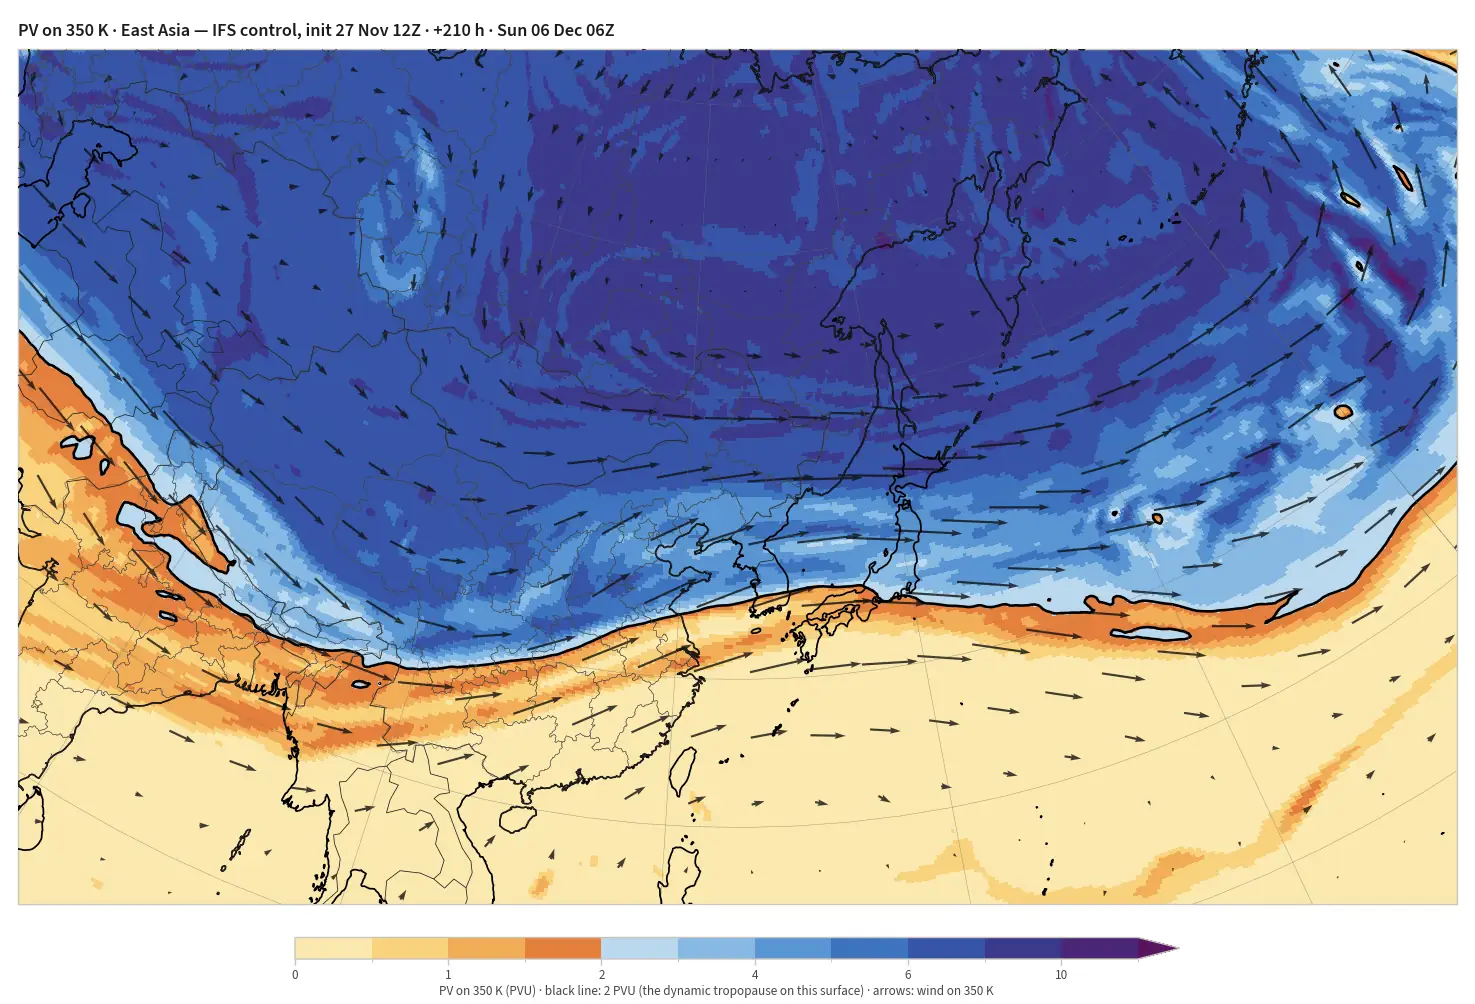 PV on 350 K · East Asia — IFS control, init 27 Nov 12Z · +210 h · Sun 06 Dec 06Z
0 1 2 4 6 10
PV on 350 K (PVU) · black line: 2 PVU (the dynamic tropopause on this surface) · arrows: wind on 350 K